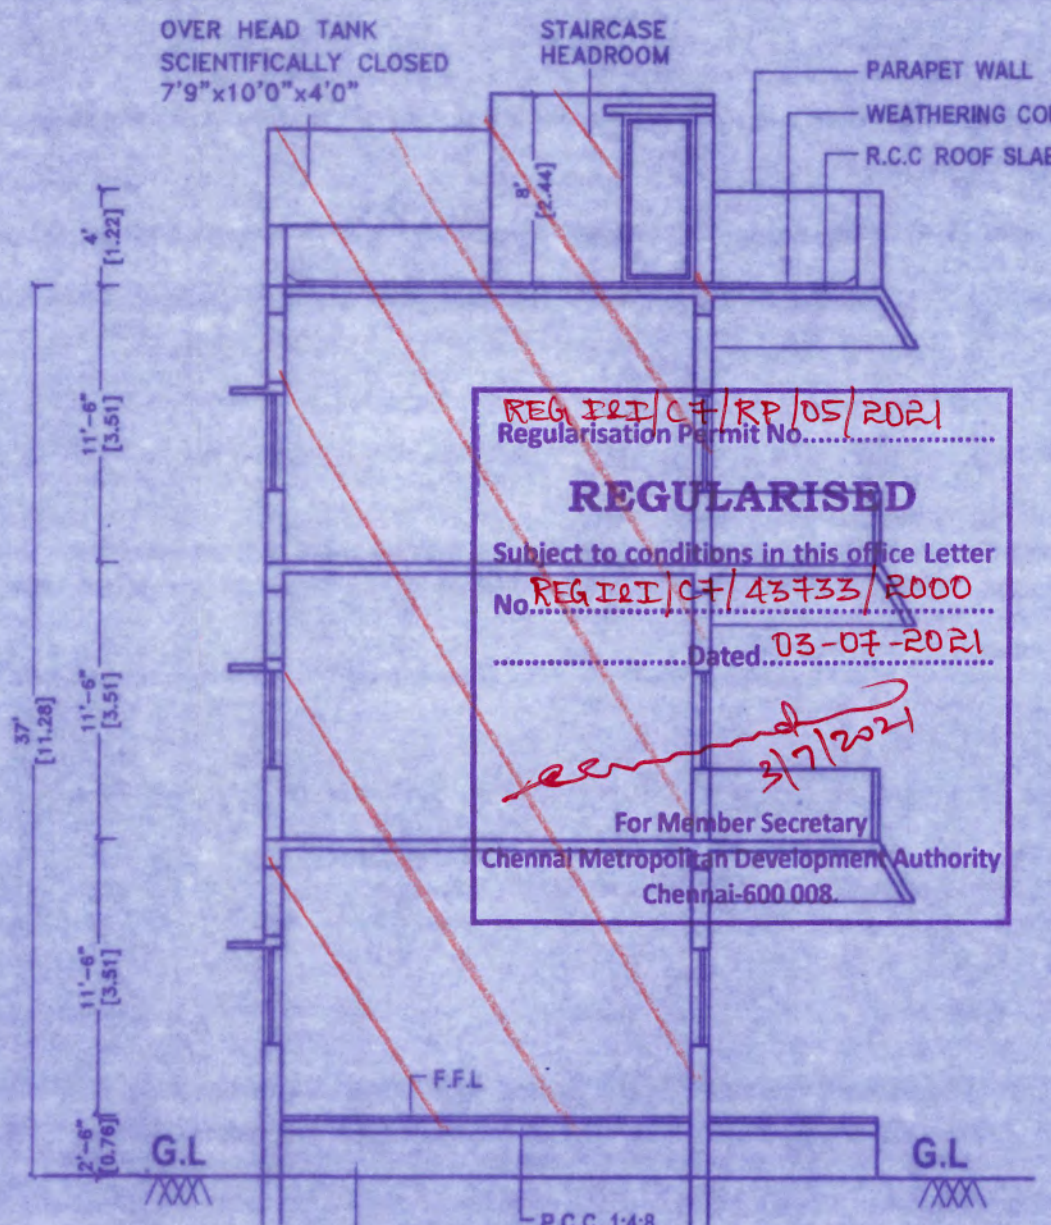 OVER HEAD TANK
SCIENTIFICALLY CLOSED
7'9"x10'0"x4'0"
STAIRCASE
HEADROOM
PARAPET WALL
WEATHERING CO
R.C.C ROOF SLAB
4'
[1.22]
8'
[2.44]
11'-6"
[3.51]
11'-6"
[3.51]
37'
[11.28]
11'-6"
[3.51]
2'-6"
[0.76]
REG I&I/C7/RP/05/2021
Regularisation Permit No.
REGULARISED
Subject to conditions in this office Letter
No. REG I&I/C7/43733/2000
Dated 03-07-2021
3/7/2021
For Member Secretary
Chennai Metropolitan Development Authority
Chennai-600 008.
F.F.L
G.L
G.L
P.C.C 1:4:8